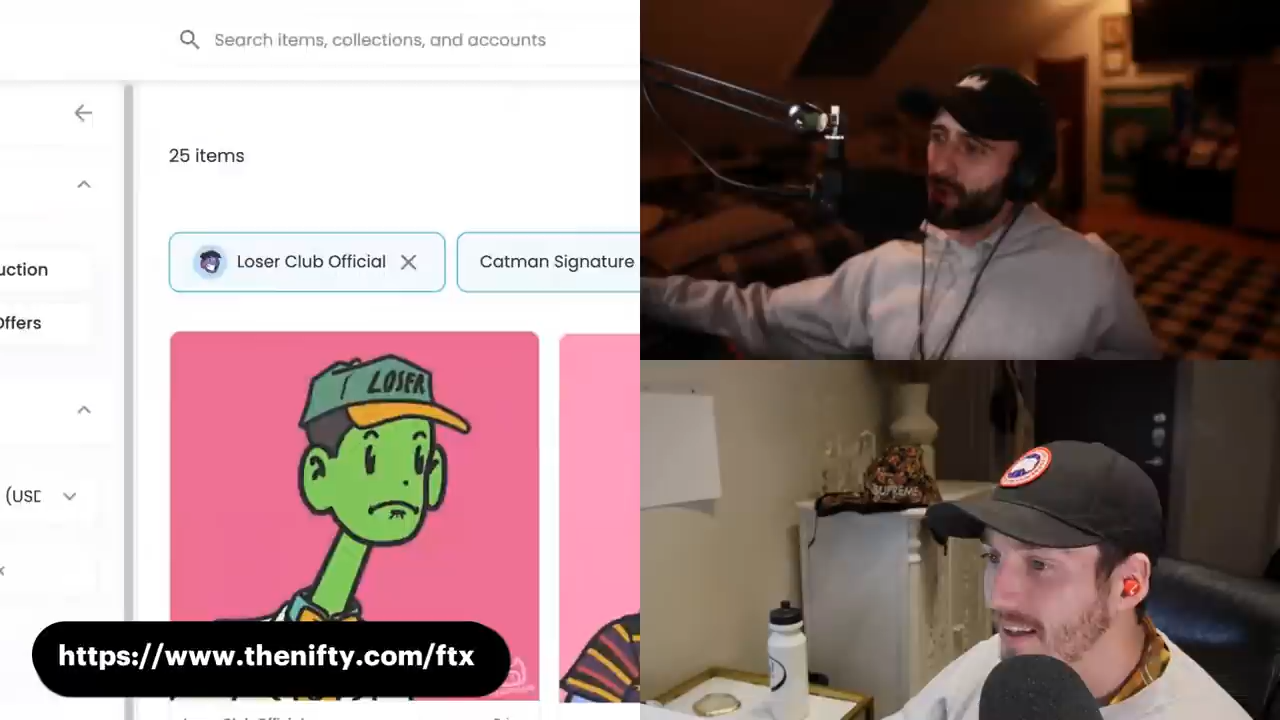 Search items, collections, and accounts
25 items
uction
Offers
Loser Club Official
Catman Signature
LOSER
(USD
https://www.thenifty.com/ftx
SUPREME